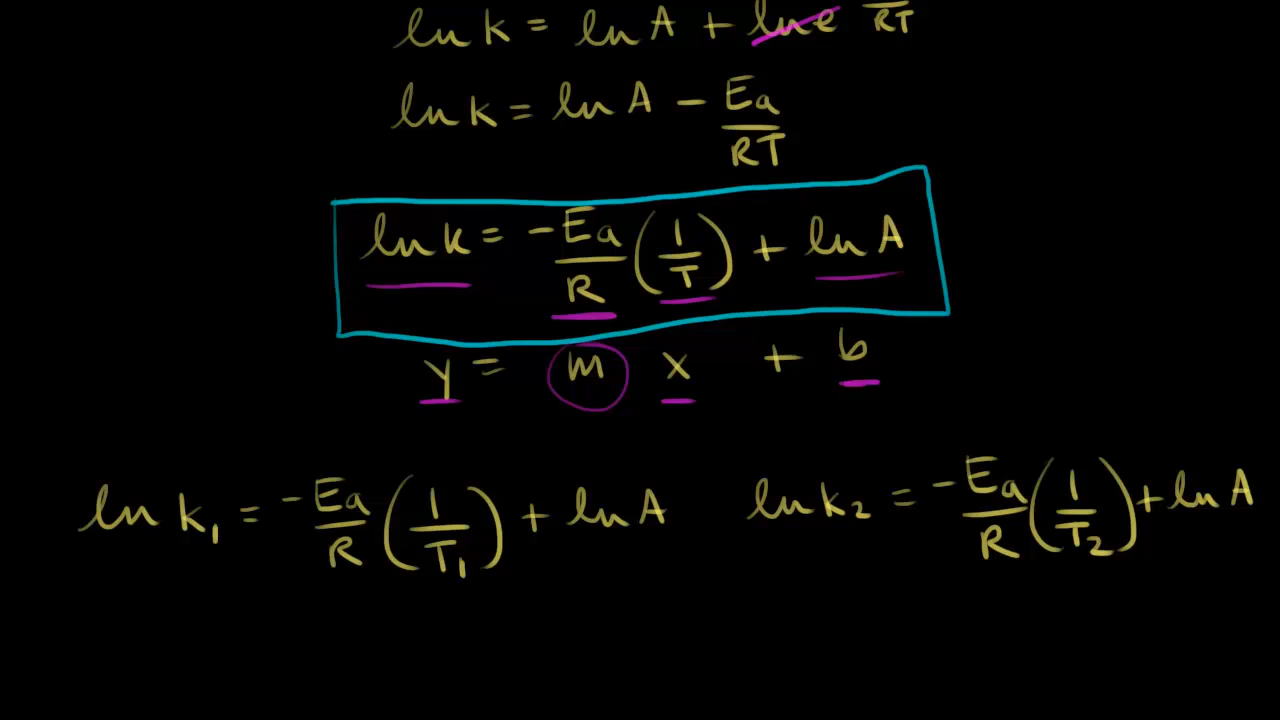 ln k = ln A + ln e RT
ln k = ln A - Ea/RT
ln k = -Ea/R (1/T) + ln A
y = m x + b
ln k₁ = -Ea/R (1/T₁) + ln A
ln k₂ = -Ea/R (1/T₂) + ln A